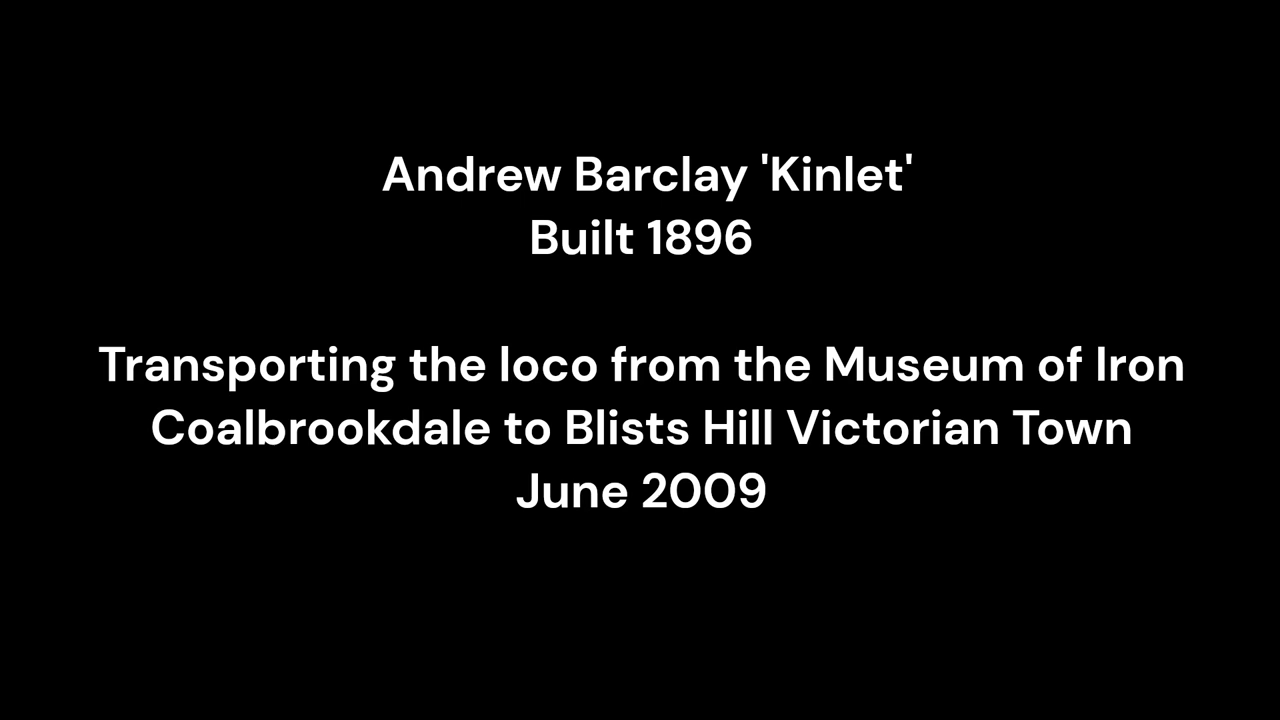 Andrew Barclay 'Kinlet'
Built 1896
Transporting the loco from the Museum of Iron
Coalbrookdale to Blists Hill Victorian Town
June 2009